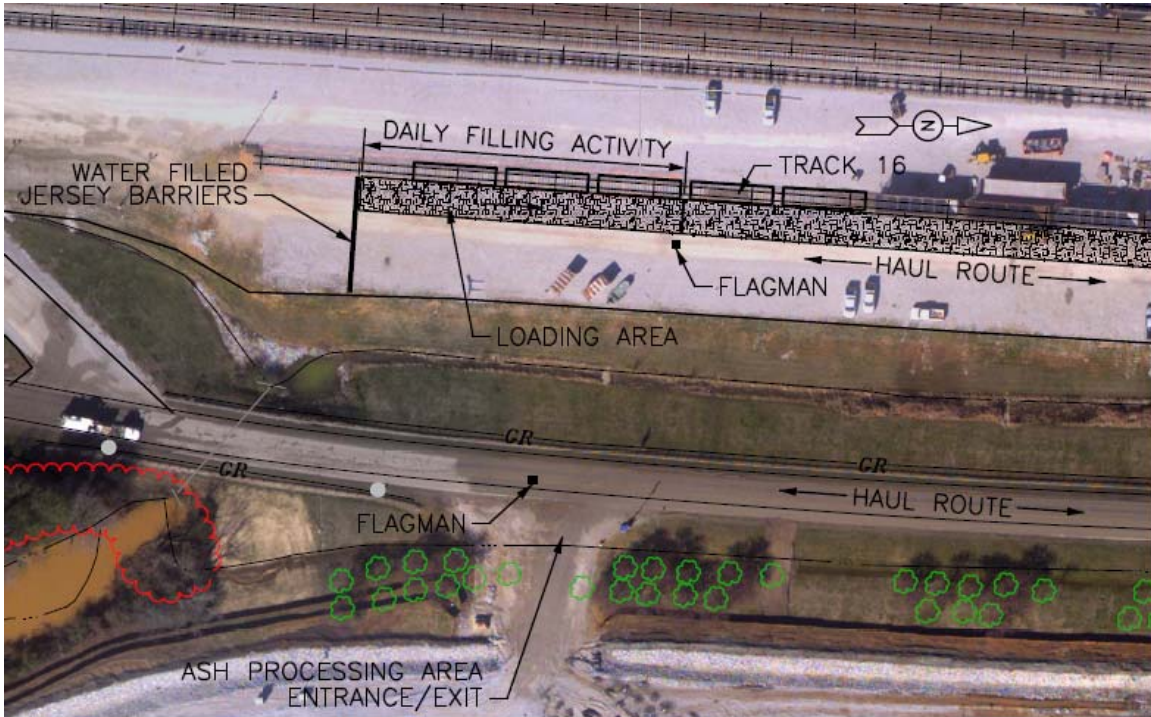 DAILY FILLING ACTIVITY
N
TRACK 16
WATER FILLED
JERSEY BARRIERS
HAUL ROUTE
FLAGMAN
LOADING AREA
GR
GR
GR
HAUL ROUTE
FLAGMAN
ASH PROCESSING AREA
ENTRANCE/EXIT